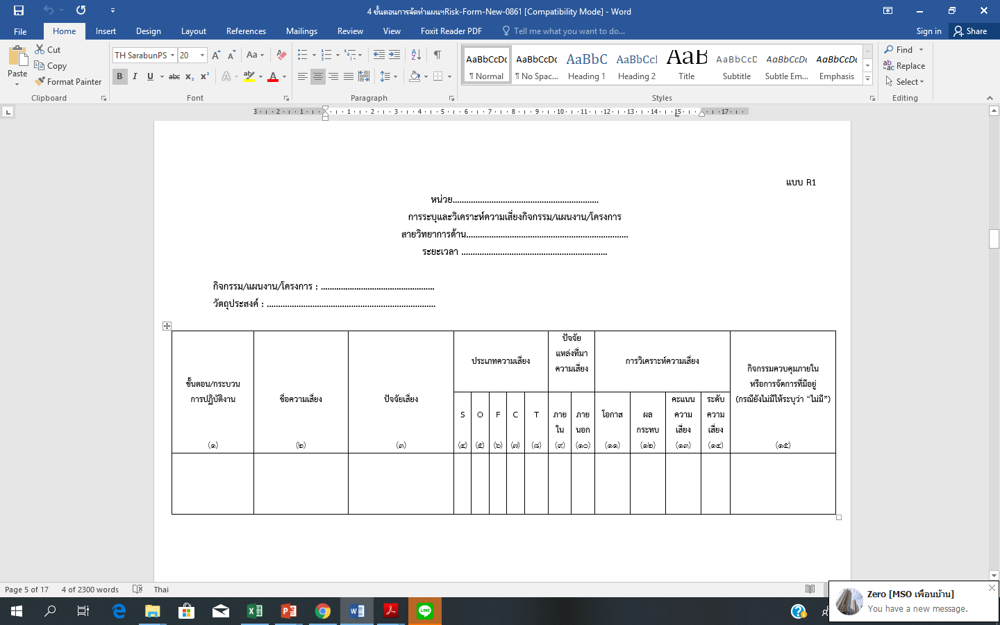 4 ขั้นตอนการจัดทำแผนฯRisk-Form-New-0861 [Compatibility Mode] - Word
File Home Insert Design Layout References Mailings Review View Foxit Reader PDF Tell me what you want to do... Sign in Share
Paste
Cut
Copy
Format Painter
Clipboard
TH SarabunPS 20
Font
Paragraph
AaBbCcDc AaBbCcDc AaBbC AaBbCcI AaB AaBbCcD AaBbCcDc AaBbCcDc
¶ Normal ¶ No Spac... Heading 1 Heading 2 Title Subtitle Subtle Em... Emphasis
Styles
Find
Replace
Select
Editing
3 2 1 1 2 3 4 5 6 7 8 9 10 11 12 13 14 15 17
แบบ R1
หน่วย.................................................................
การระบุและวิเคราะห์ความเสี่ยงกิจกรรม/แผนงาน/โครงการ
สายวิทยาการด้าน.......................................................................
ระยะเวลา .................................................................
กิจกรรม/แผนงาน/โครงการ : ..................................................
วัตถุประสงค์ : ...........................................................................
ขั้นตอน/กระบวน
การปฏิบัติงาน
(๑)
ชื่อความเสี่ยง
(๒)
ปัจจัยเสี่ยง
(๓)
ประเภทความเสี่ยง
S
(๔)
O
(๕)
F
(๖)
C
(๗)
T
(๘)
ปัจจัย
แหล่งที่มา
ความเสี่ยง
ภาย
ใน
(๙)
ภาย
นอก
(๑๐)
การวิเคราะห์ความเสี่ยง
โอกาส
(๑๑)
ผล
กระทบ
(๑๒)
คะแนน
ความ
เสี่ยง
(๑๓)
ระดับ
ความ
เสี่ยง
(๑๔)
กิจกรรมควบคุมภายใน
หรือการจัดการที่มีอยู่
(กรณียังไม่มีให้ระบุว่า “ไม่มี”)
(๑๕)
Page 5 of 17 4 of 2300 words Thai
Zero [MSO เพื่อนบ้าน]
You have a new message.
LINE